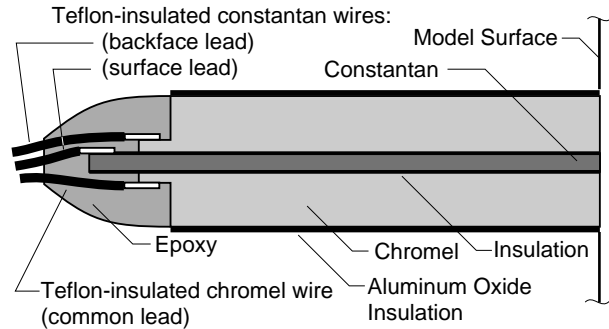 Teflon-insulated constantan wires:
(backface lead)
(surface lead)
Model Surface
Constantan
Epoxy
Chromel
Insulation
Teflon-insulated chromel wire
(common lead)
Aluminum Oxide
Insulation